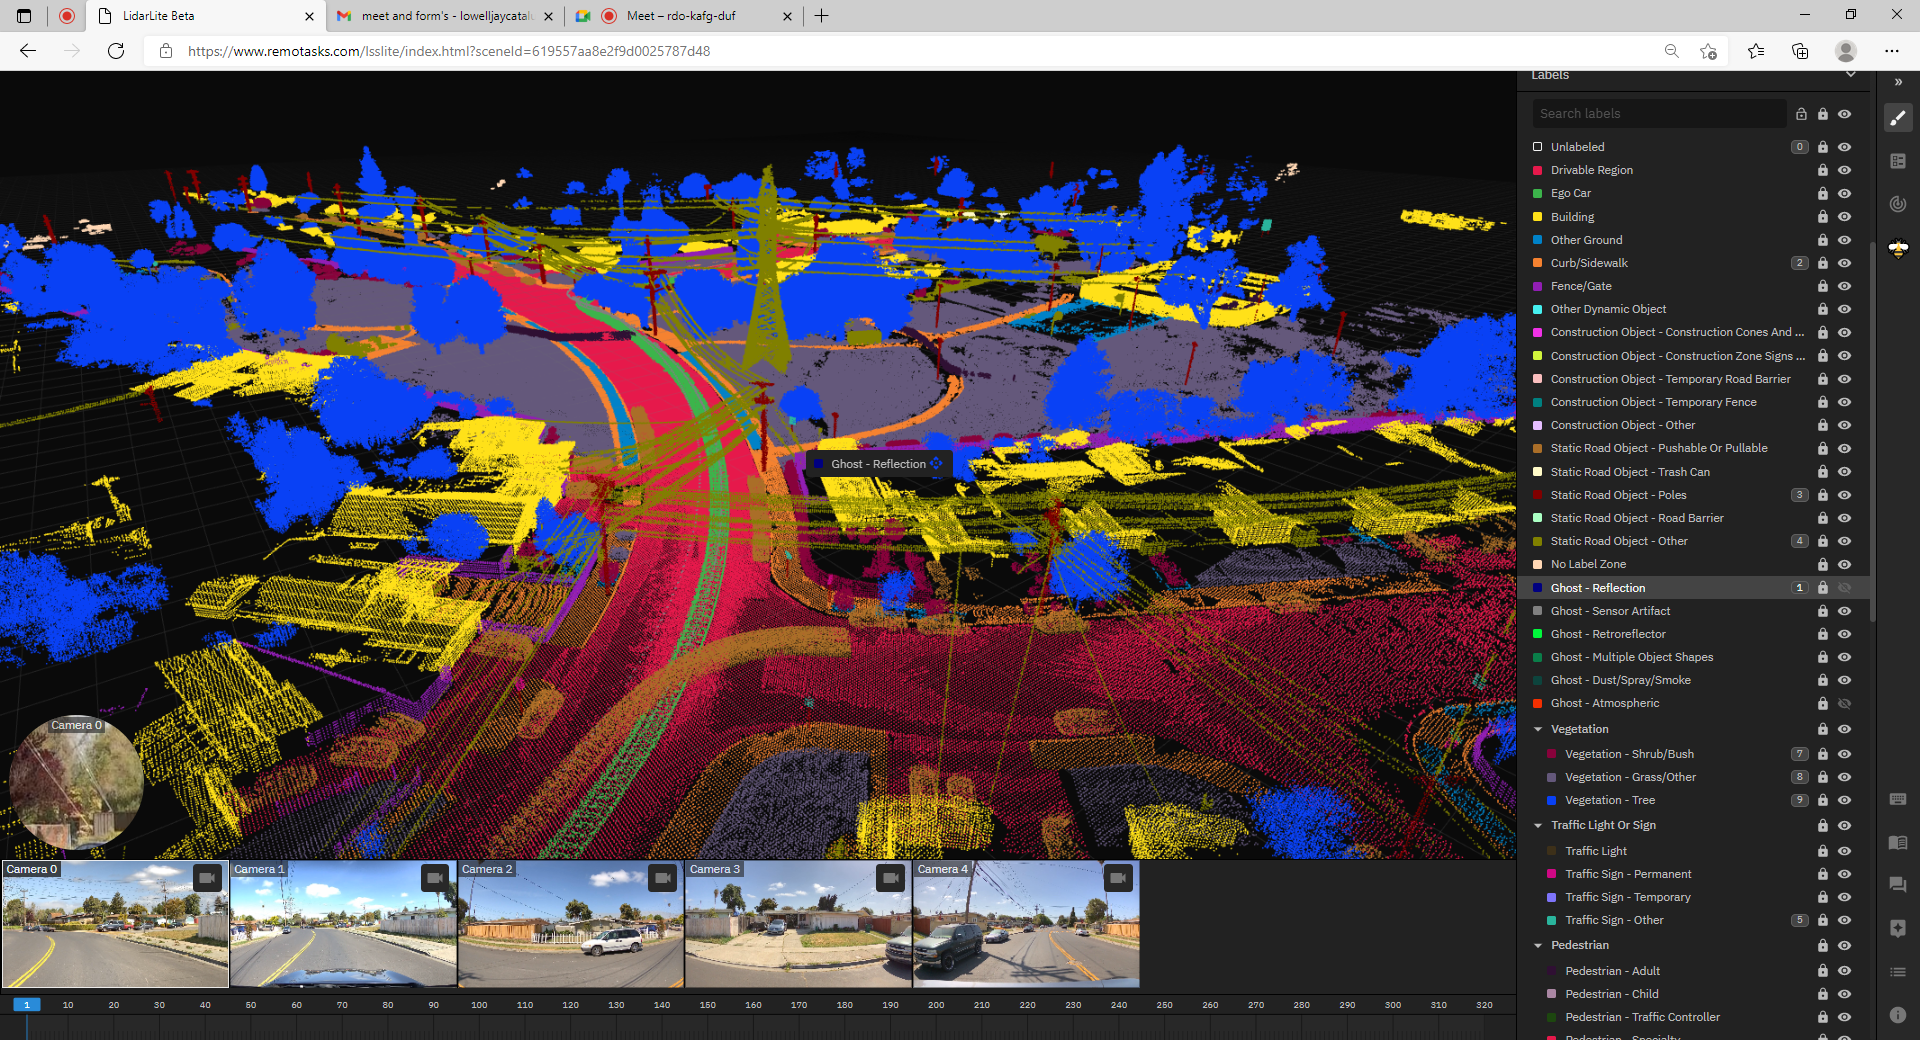 LidarLite Beta
meet and form's - lowelljaycatal
Meet – rdo-kafg-duf
https://www.remotasks.com/lsslite/index.html?sceneId=619557aa8e2f9d0025787d48
Labels
Search labels
Unlabeled 0
Drivable Region
Ego Car
Building
Other Ground
Curb/Sidewalk 2
Fence/Gate
Other Dynamic Object
Construction Object - Construction Cones And ...
Construction Object - Construction Zone Signs ...
Construction Object - Temporary Road Barrier
Construction Object - Temporary Fence
Construction Object - Other
Static Road Object - Pushable Or Pullable
Static Road Object - Trash Can
Static Road Object - Poles 3
Static Road Object - Road Barrier
Static Road Object - Other 4
No Label Zone
Ghost - Reflection 1
Ghost - Sensor Artifact
Ghost - Retroreflector
Ghost - Multiple Object Shapes
Ghost - Dust/Spray/Smoke
Ghost - Atmospheric
Vegetation
Vegetation - Shrub/Bush 7
Vegetation - Grass/Other 8
Vegetation - Tree 9
Traffic Light Or Sign
Traffic Light
Traffic Sign - Permanent
Traffic Sign - Temporary
Traffic Sign - Other 5
Pedestrian
Pedestrian - Adult
Pedestrian - Child
Pedestrian - Traffic Controller
Pedestrian - Specialty
Ghost - Reflection
Camera 0
Camera 0 Camera 1 Camera 2 Camera 3 Camera 4
1 10 20 30 40 50 60 70 80 90 100 110 120 130 140 150 160 170 180 190 200 210 220 230 240 250 260 270 280 290 300 310 320